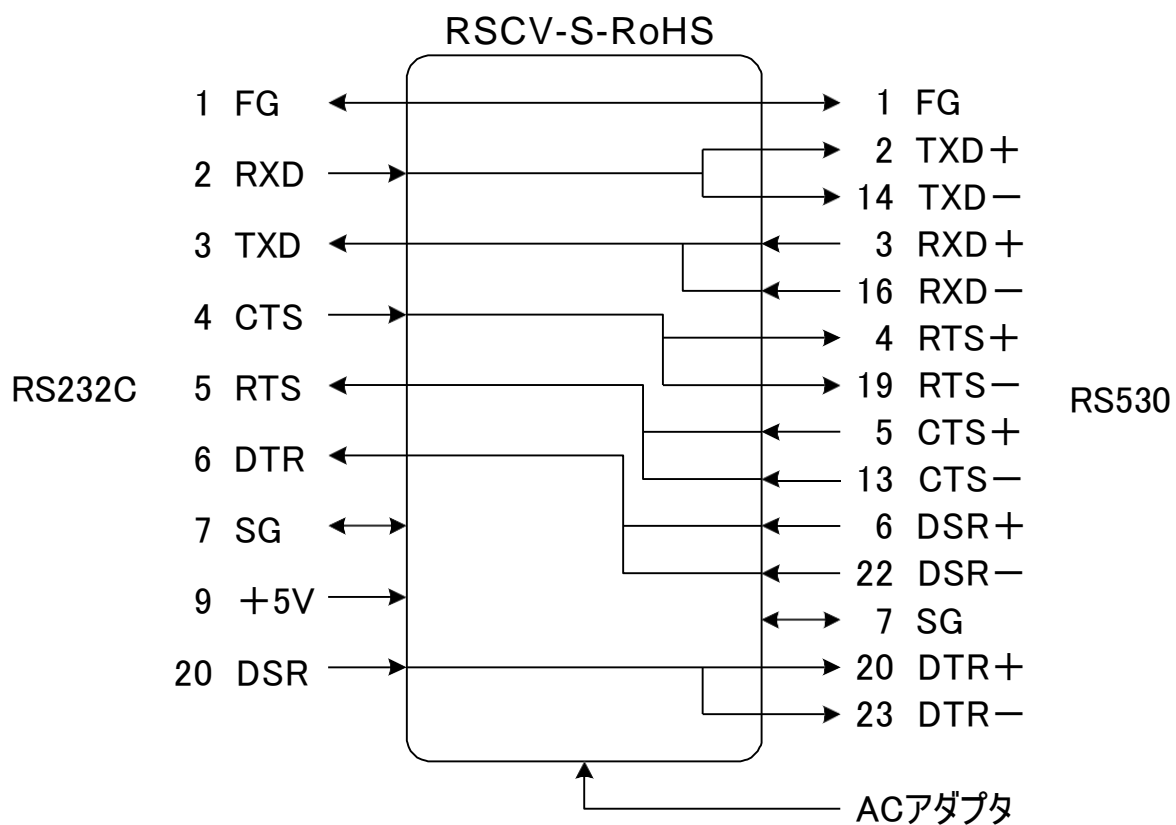 RSCV-S-RoHS
RS232C
1 FG
2 RXD
3 TXD
4 CTS
5 RTS
6 DTR
7 SG
9 +5V
20 DSR
1 FG
2 TXD+
14 TXD-
3 RXD+
16 RXD-
4 RTS+
19 RTS-
5 CTS+
13 CTS-
6 DSR+
22 DSR-
7 SG
20 DTR+
23 DTR-
RS530
ACアダプタ